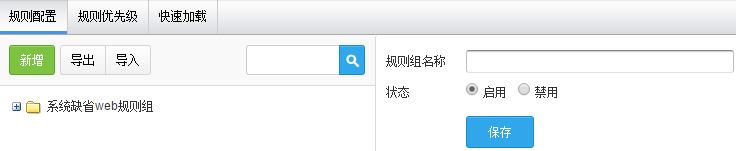 规则配置 规则优先级 快速加载
新增 导出 导入
系统缺省web规则组
规则组名称
状态 启用 禁用
保存